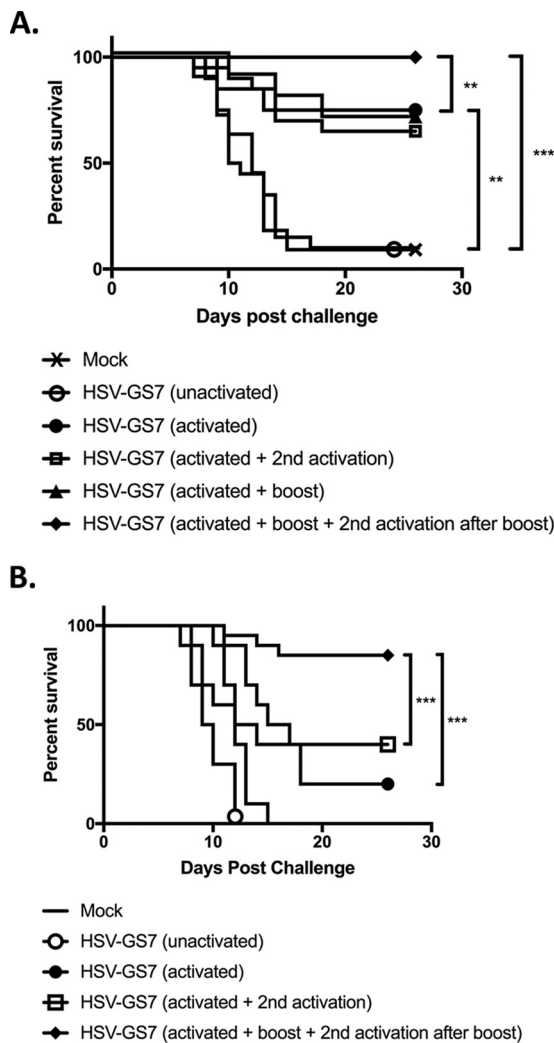 A.
100
50
0
0
10
20
30
Percent survival
Days post challenge
**
**
***
Mock
HSV-GS7 (unactivated)
HSV-GS7 (activated)
HSV-GS7 (activated + 2nd activation)
HSV-GS7 (activated + boost)
HSV-GS7 (activated + boost + 2nd activation after boost)
B.
100
50
0
0
10
20
30
Percent survival
Days Post Challenge
***
***
Mock
HSV-GS7 (unactivated)
HSV-GS7 (activated)
HSV-GS7 (activated + 2nd activation)
HSV-GS7 (activated + boost + 2nd activation after boost)